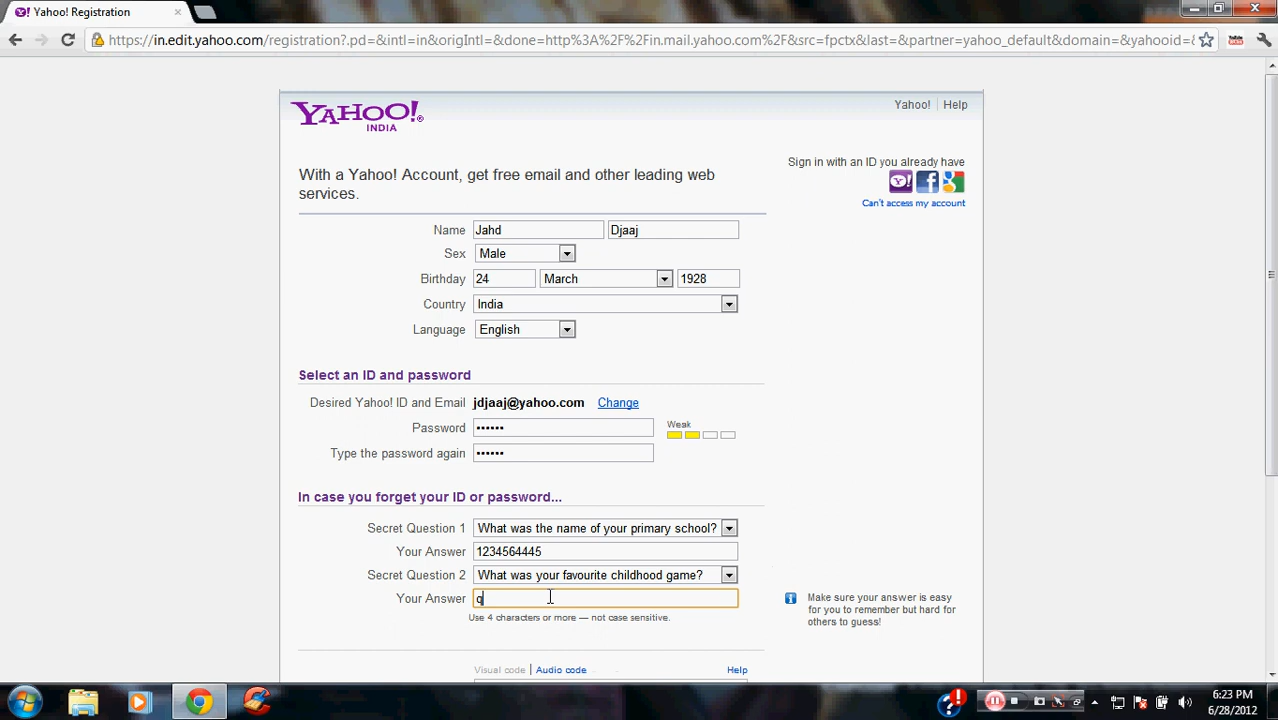 Yahoo! Registration
https://in.edit.yahoo.com/registration?.pd=&intl=in&origIntl=&done=http%3A%2F%2Fin.mail.yahoo.com%2F&src=fpctx&last=&partner=yahoo_default&domain=&yahooid=&
YAHOO! INDIA
Yahoo! | Help
Sign in with an ID you already have
Can't access my account
With a Yahoo! Account, get free email and other leading web
services.
Name Jahd Djaaj
Sex Male
Birthday 24 March 1928
Country India
Language English
Select an ID and password
Desired Yahoo! ID and Email jdjaaj@yahoo.com Change
Password ••••••
Weak
Type the password again ••••••
In case you forget your ID or password...
Secret Question 1 What was the name of your primary school?
Your Answer 1234564445
Secret Question 2 What was your favourite childhood game?
Your Answer q
Use 4 characters or more — not case sensitive.
Make sure your answer is easy
for you to remember but hard for
others to guess!
Visual code | Audio code Help
6:23 PM
6/28/2012